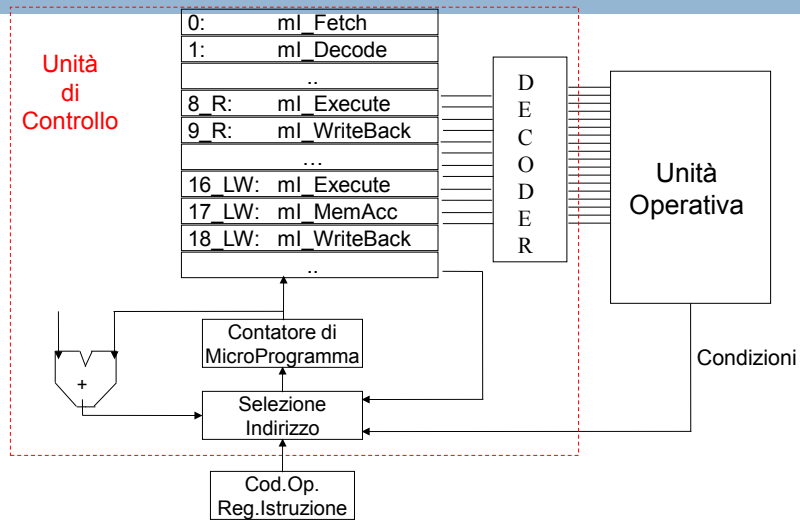 0: mI_Fetch
1: mI_Decode
..
8_R: mI_Execute
9_R: mI_WriteBack
...
16_LW: mI_Execute
17_LW: mI_MemAcc
18_LW: mI_WriteBack
..
Unità
di
Controllo
D
E
C
O
D
E
R
Unità
Operativa
Contatore di
MicroProgramma
+
Selezione
Indirizzo
Condizioni
Cod.Op.
Reg.Istruzione